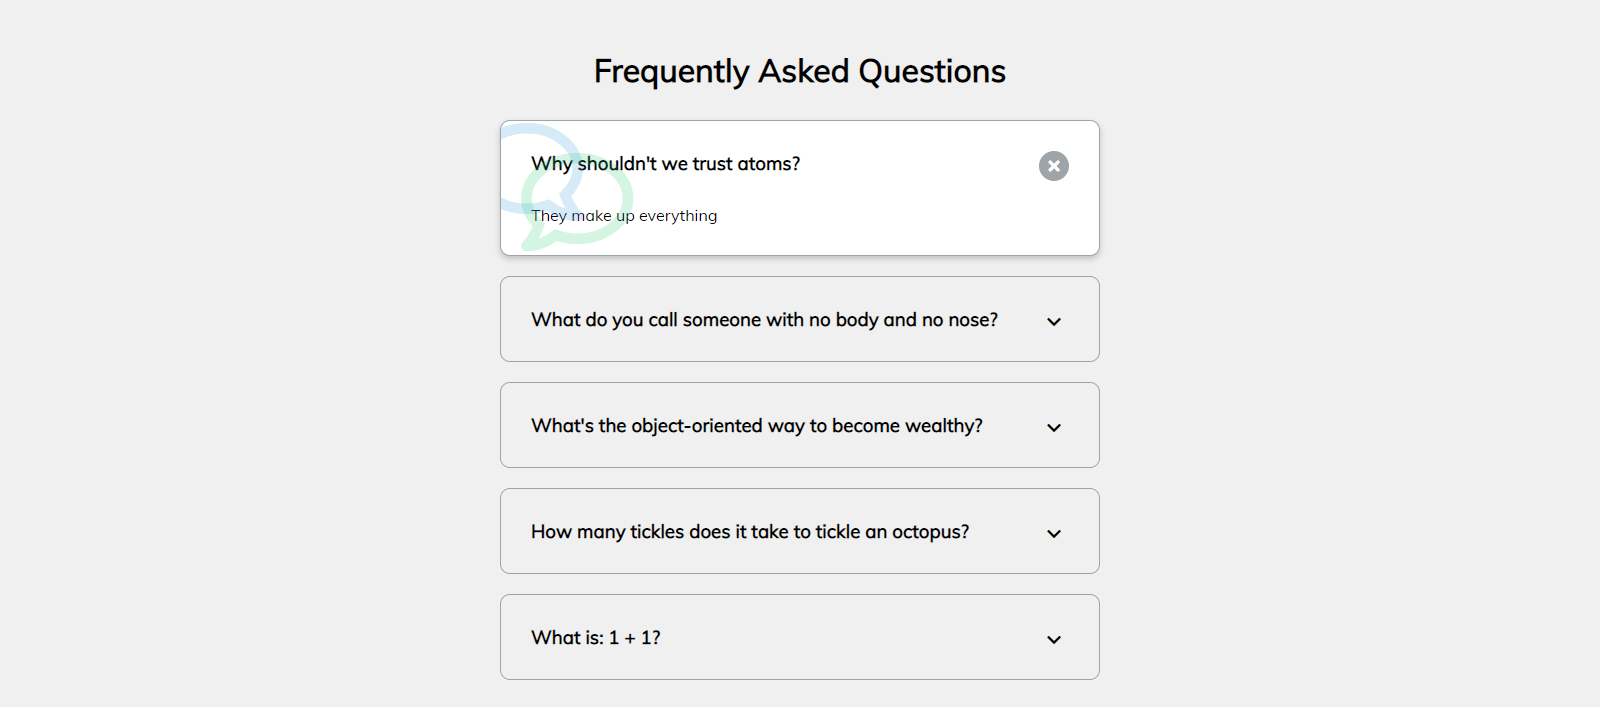 Frequently Asked Questions
Why shouldn't we trust atoms?
They make up everything
What do you call someone with no body and no nose?
What's the object-oriented way to become wealthy?
How many tickles does it take to tickle an octopus?
What is: 1 + 1?